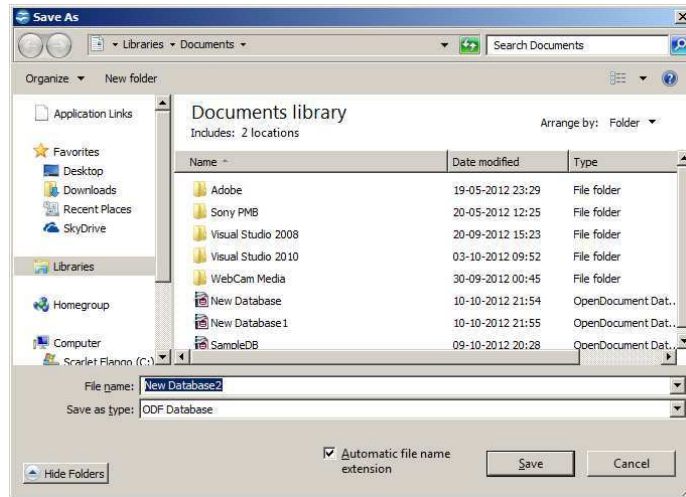 Save As
Libraries Documents
Search Documents
Organize New folder
Application Links
Favorites
Desktop
Downloads
Recent Places
SkyDrive
Libraries
Homegroup
Computer
Scarlet Flango (C:)
Documents library
Includes: 2 locations
Arrange by: Folder
Name Date modified Type
Adobe 19-05-2012 23:29 File folder
Sony PMB 20-05-2012 12:25 File folder
Visual Studio 2008 20-09-2012 15:23 File folder
Visual Studio 2010 03-10-2012 09:52 File folder
WebCam Media 30-09-2012 00:45 File folder
New Database 10-10-2012 21:54 OpenDocument Dat...
New Database1 10-10-2012 21:55 OpenDocument Dat...
SampleDB 09-10-2012 20:28 OpenDocument Dat...
File name: New Database2
Save as type: ODF Database
Automatic file name
extension
Hide Folders
Save
Cancel